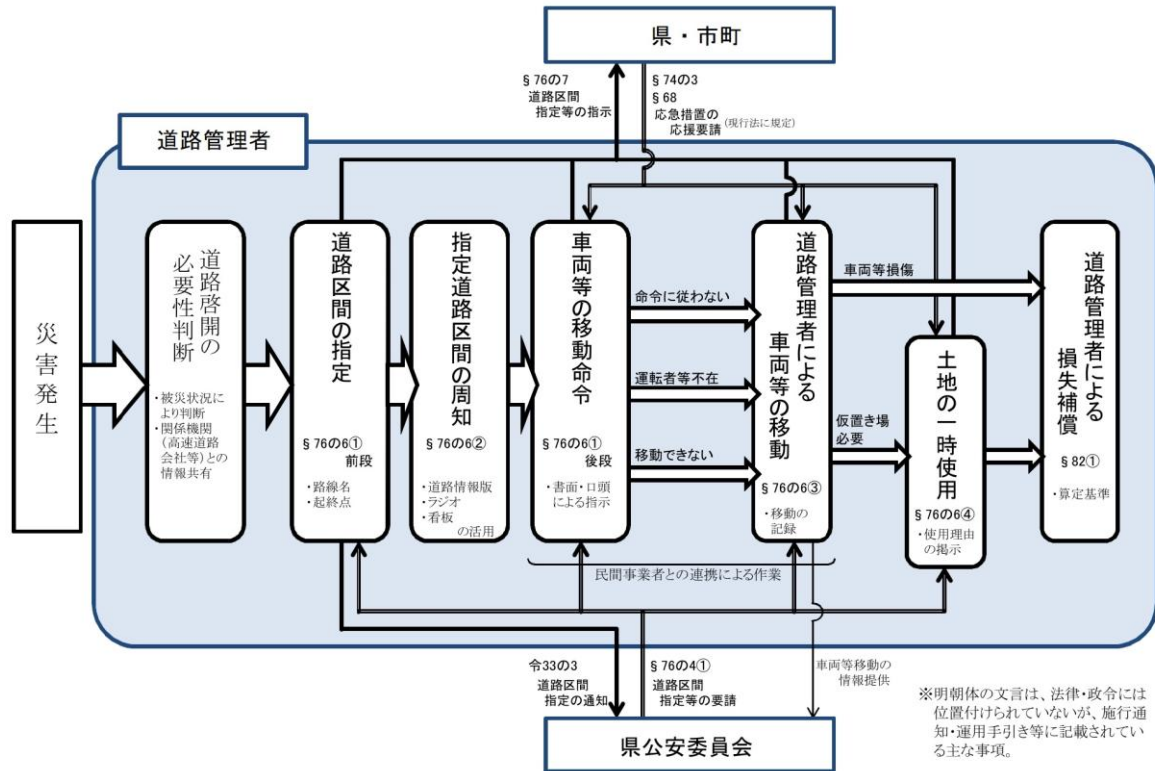 県・市町
§76の7
道路区間
指定等の指示
§74の3
§68
応急措置の
応援要請
(現行法に規定)
道路管理者
災害発生
道路啓開の
必要性判断
・被災状況に
より判断
・関係機関
(高速道路
会社等)との
情報共有
道路区間の指定
§76の6①
前段
・路線名
・起終点
指定道路区間の周知
§76の6②
・道路情報版
・ラジオ
・看板
の活用
車両等の移動命令
§76の6①
後段
・書面・口頭
による指示
命令に従わない
運転者等不在
移動できない
道路管理者による
車両等の移動
§76の6③
・移動の
記録
車両等損傷
仮置き場
必要
土地の一時使用
§76の6④
・使用理由
の掲示
道路管理者による
損失補償
§82①
・算定基準
民間事業者との連携による作業
令33の3
道路区間
指定の通知
§76の4①
道路区間
指定等の要請
車両等移動の
情報提供
県公安委員会
※明朝体の文言は、法律・政令には
位置付けられていないが、施行通
知・運用手引き等に記載されてい
る主な事項。